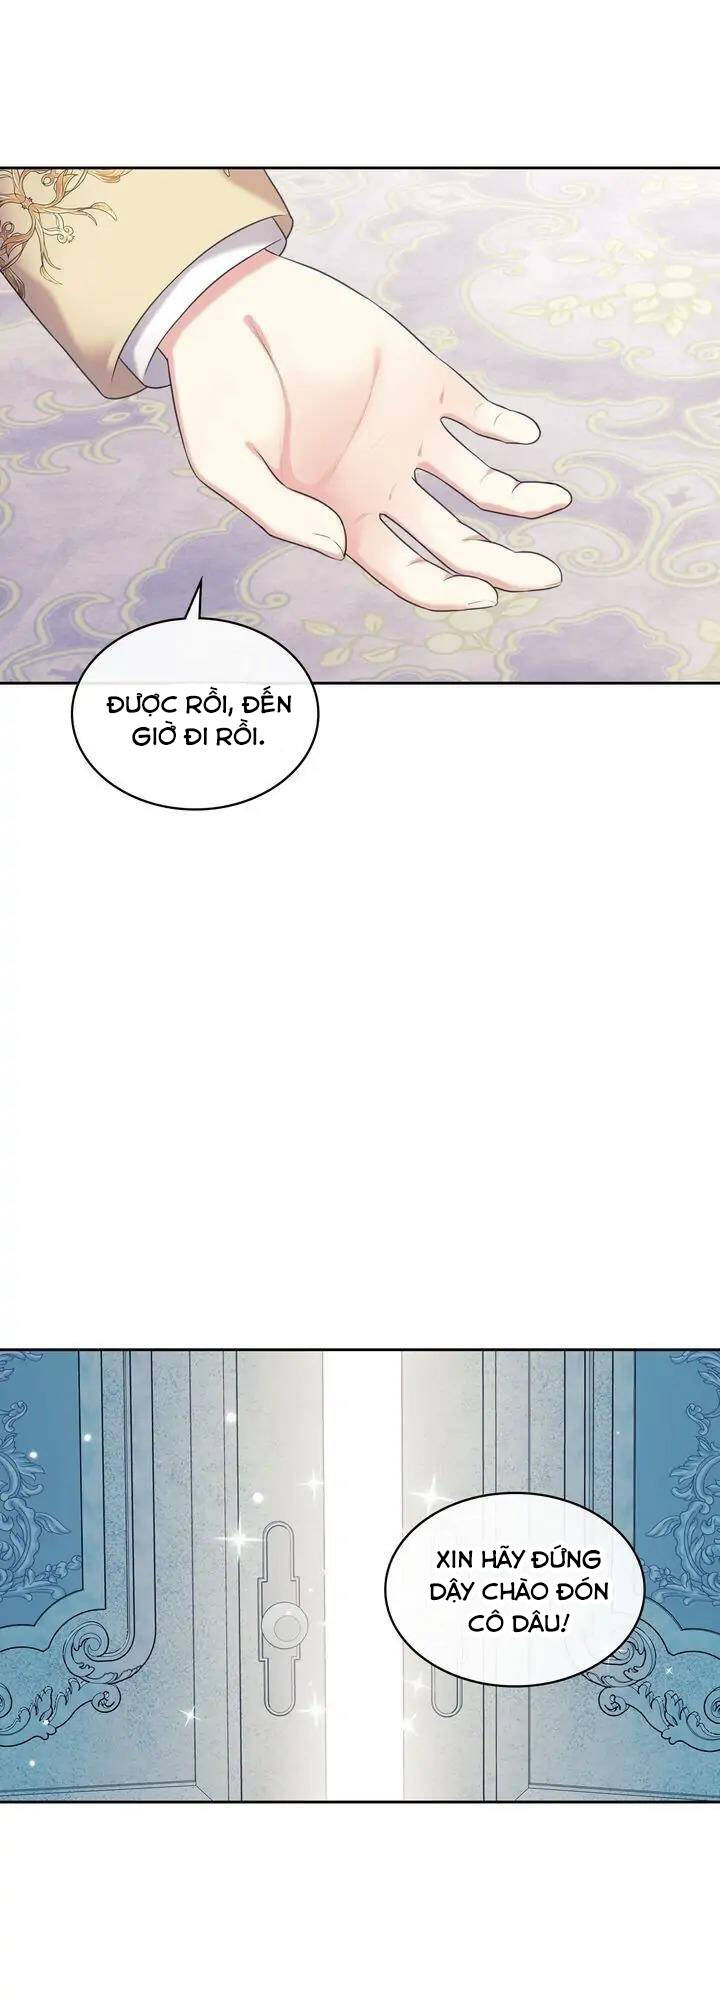 ĐƯỢC RỒI, ĐẾN
GIỜ ĐI RỒI.
XIN HÃY ĐỨNG
DẬY CHÀO ĐÓN
CÔ DÂU!